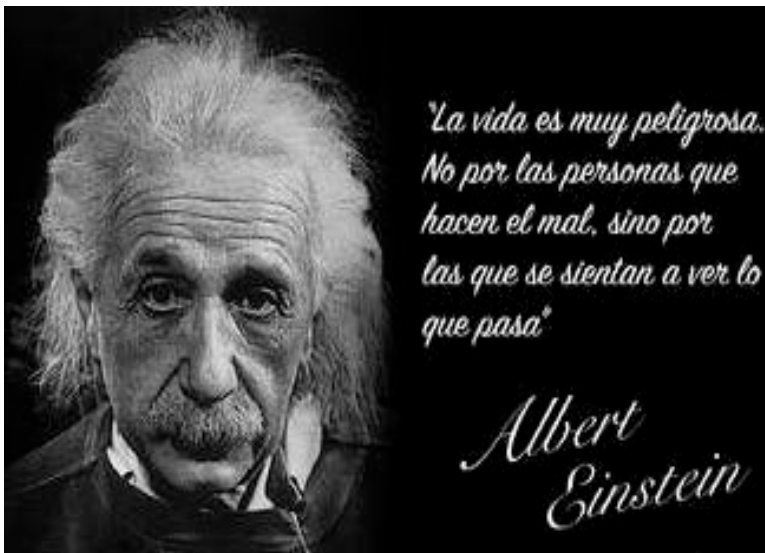 "La vida es muy peligrosa.
No por las personas que
hacen el mal, sino por
las que se sientan a ver lo
que pasa"
Albert
Einstein